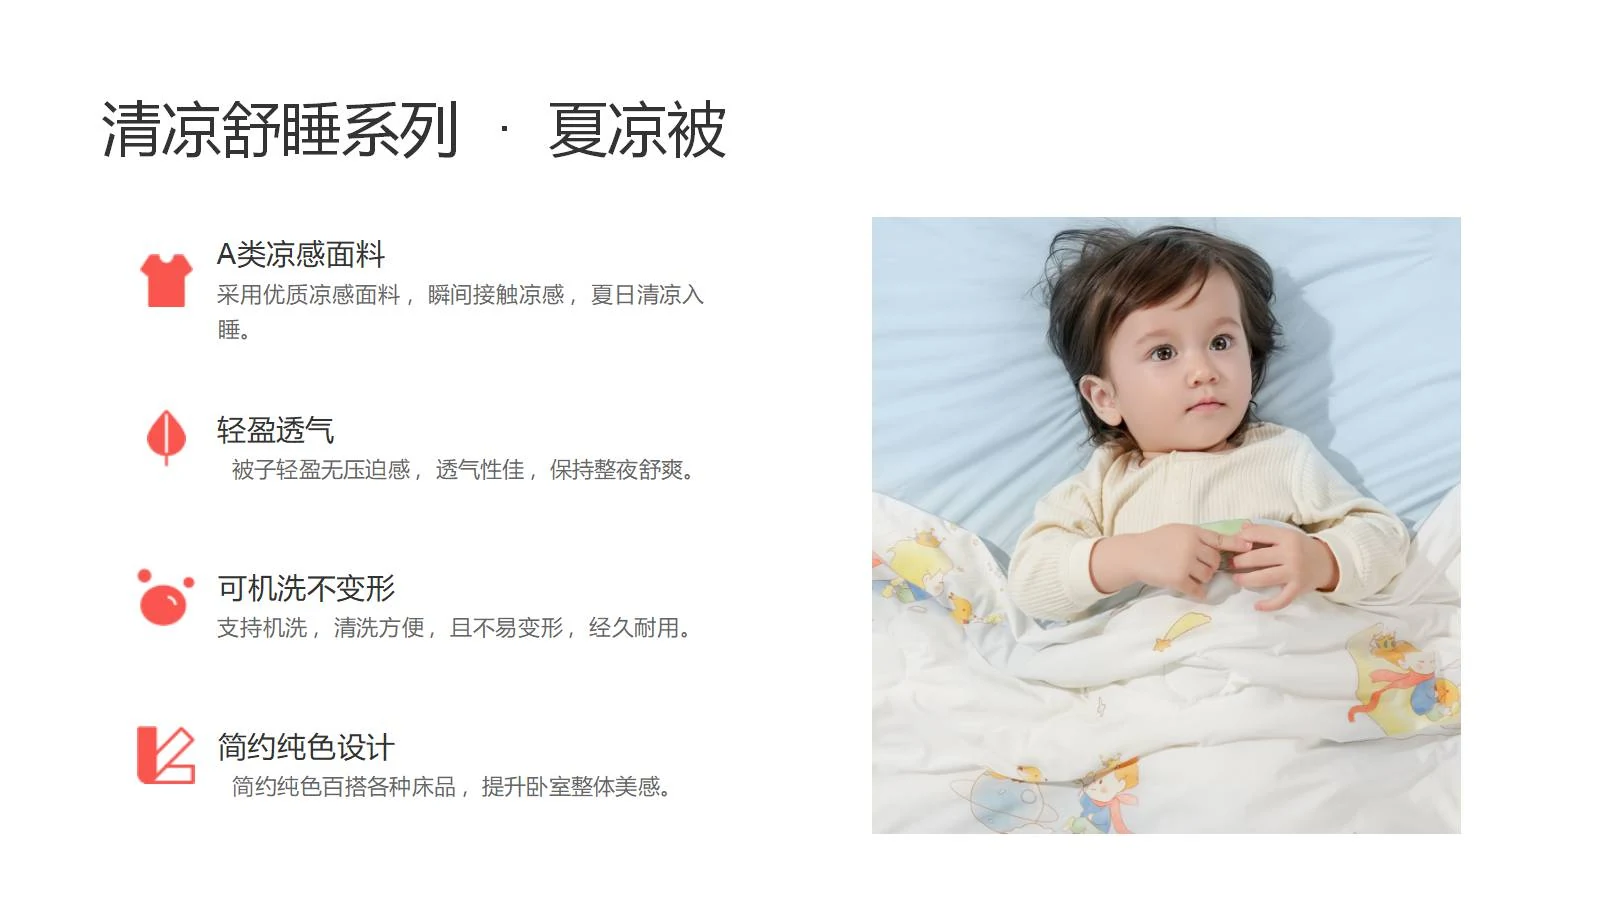 清凉舒睡系列 · 夏凉被
A类凉感面料
采用优质凉感面料，瞬间接触凉感，夏日清凉入
睡。
轻盈透气
被子轻盈无压迫感，透气性佳，保持整夜舒爽。
可机洗不变形
支持机洗，清洗方便，且不易变形，经久耐用。
简约纯色设计
简约纯色百搭各种床品，提升卧室整体美感。